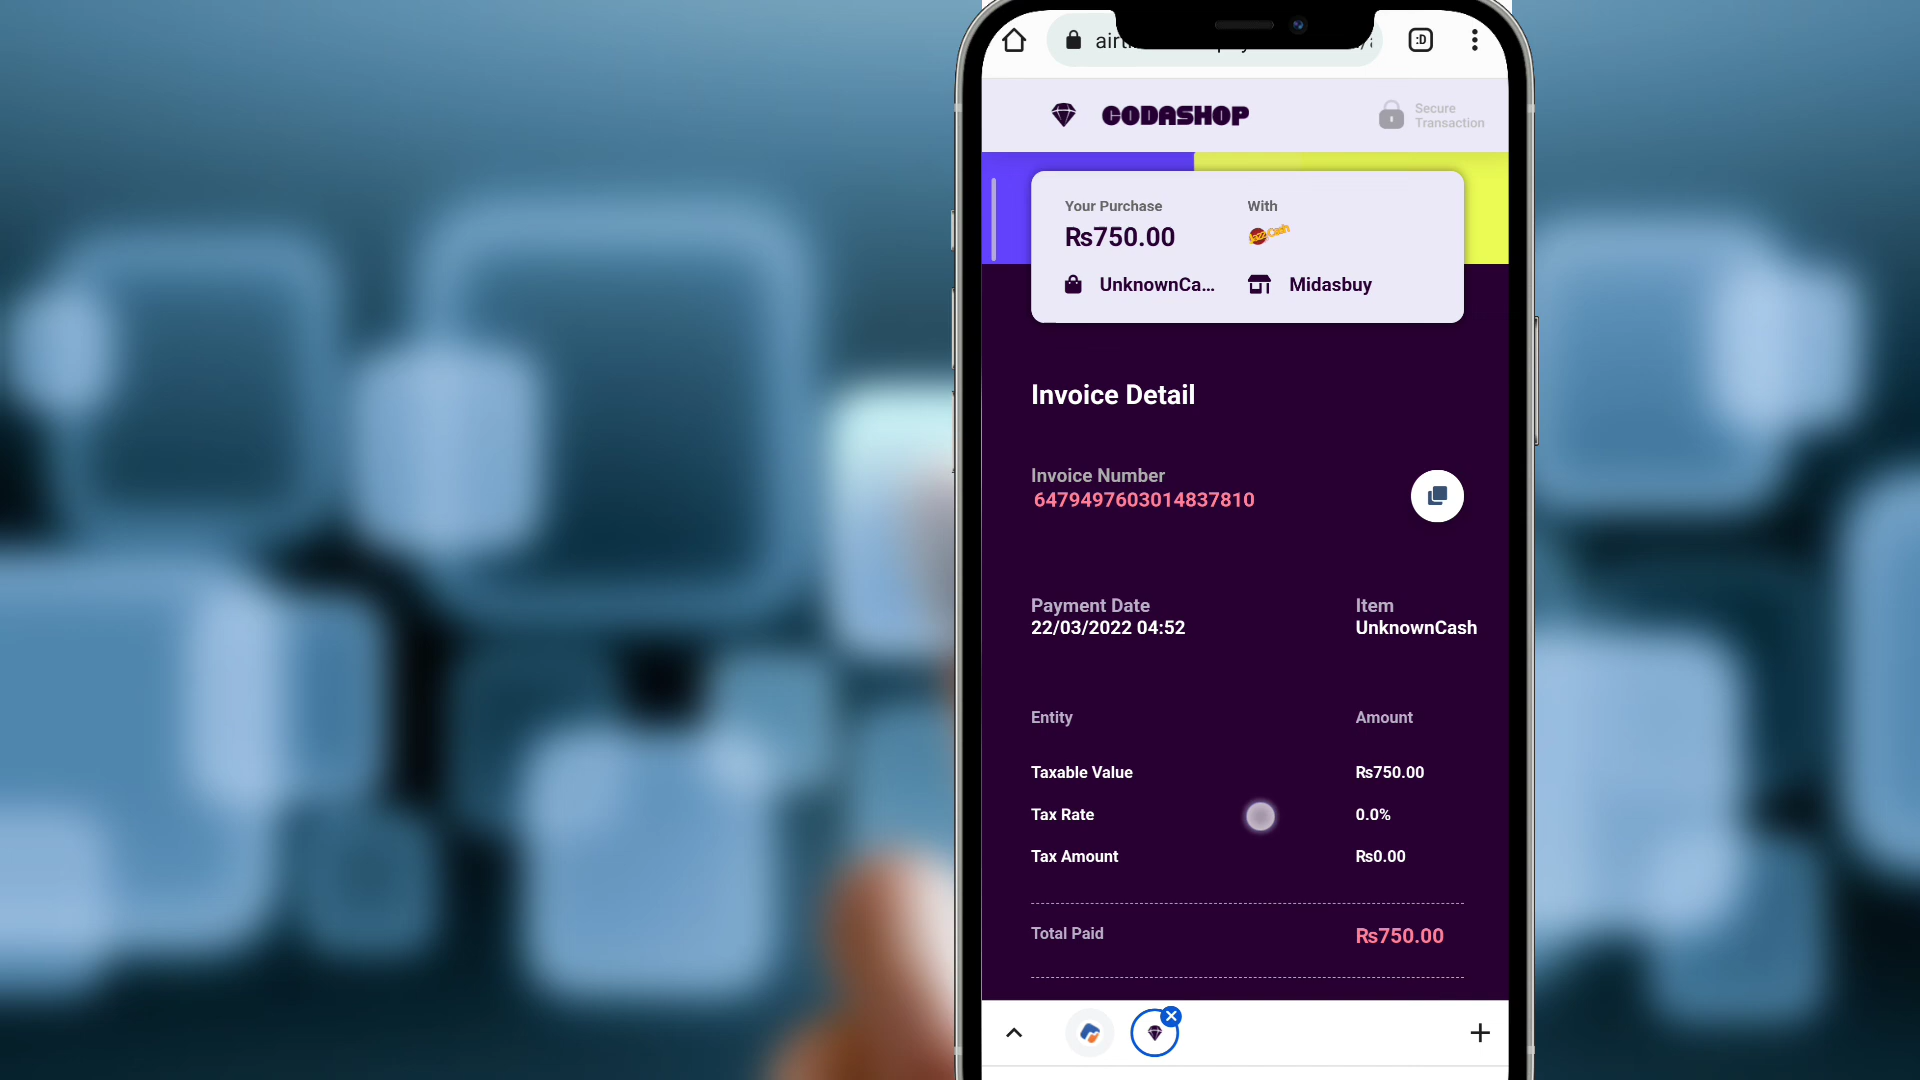 :D
CODASHOP
Secure
Transaction
Your Purchase
With
₨750.00
JazzCash
UnknownCa...
Midasbuy
Invoice Detail
Invoice Number
6479497603014837810
Payment Date
Item
22/03/2022 04:52
UnknownCash
Entity
Amount
Taxable Value
₨750.00
Tax Rate
0.0%
Tax Amount
₨0.00
Total Paid
₨750.00